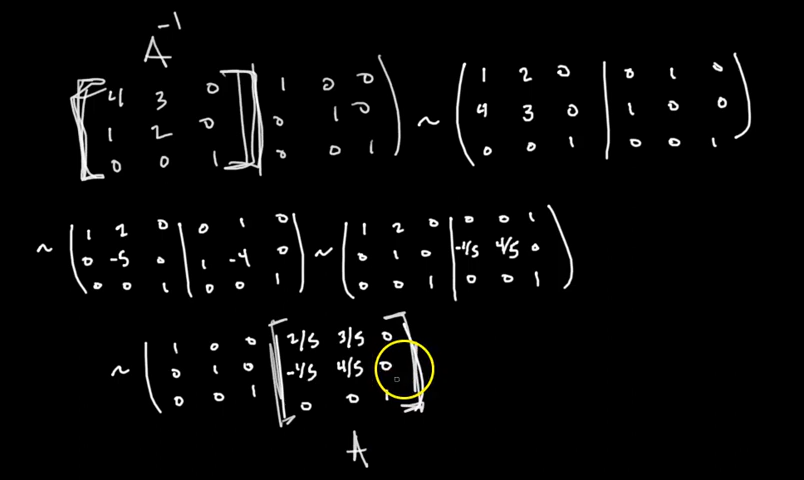 A⁻¹
4 3 0 | 1 0 0
1 2 0 | 0 1 0
0 0 1 | 0 0 1
~
1 2 0 | 0 1 0
4 3 0 | 1 0 0
0 0 1 | 0 0 1
~
1 2 0 | 0 1 0
0 -5 0 | 1 -4 0
0 0 1 | 0 0 1
~
1 2 0 | 0 0 1
0 1 0 | -1/5 4/5 0
0 0 1 | 0 0 1
~
1 0 0 | 2/5 3/5 0
0 1 0 | -1/5 4/5 0
0 0 1 | 0 0 1
A